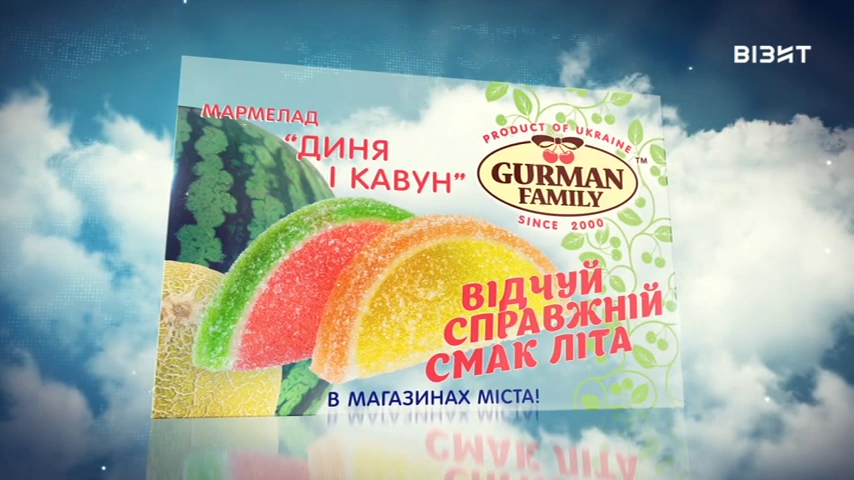 ВІЗИТ
МАРМЕЛАД
"ДИНЯ
І КАВУН"
PRODUCT OF UKRAINE
GURMAN
FAMILY
TM
SINCE 2000
ВІДЧУЙ
СПРАВЖНІЙ
СМАК ЛІТА
В МАГАЗИНАХ МІСТА!